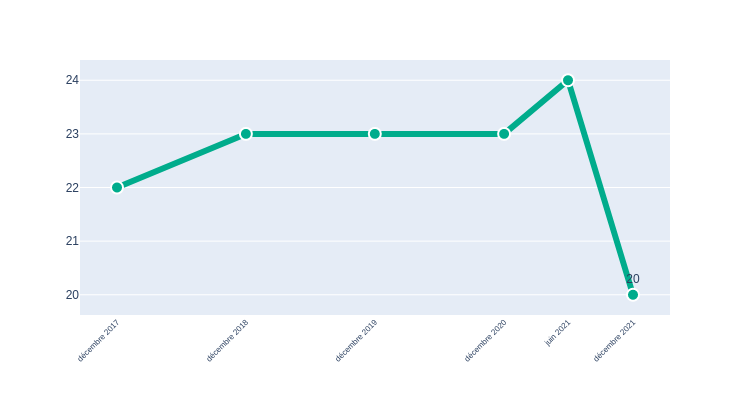 24
23
22
21
20
20
décembre 2017
décembre 2018
décembre 2019
décembre 2020
juin 2021
décembre 2021